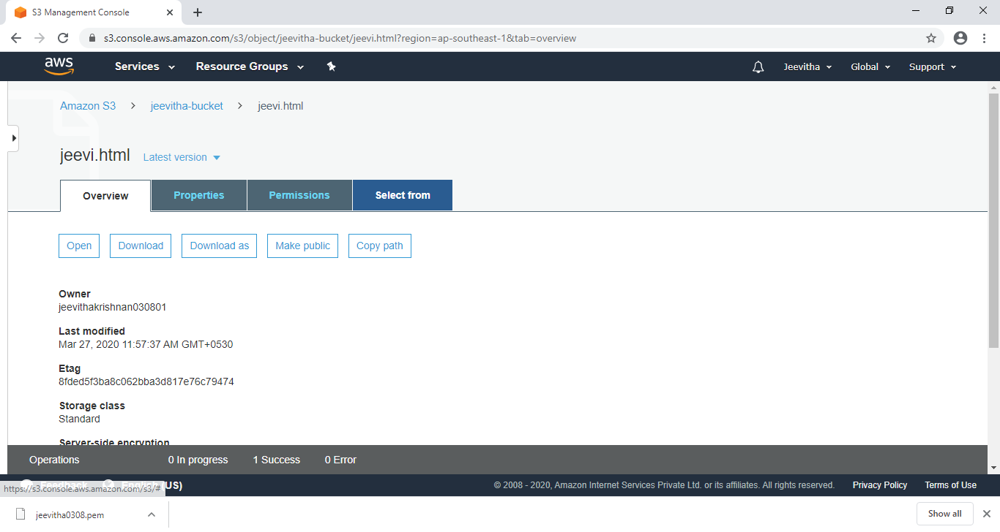 S3 Management Console
s3.console.aws.amazon.com/s3/object/jeevitha-bucket/jeevi.html?region=ap-southeast-1&tab=overview
aws Services Resource Groups Jeevitha Global Support
Amazon S3 > jeevitha-bucket > jeevi.html
jeevi.html Latest version
Overview Properties Permissions Select from
Open Download Download as Make public Copy path
Owner
jeevithakrishnan030801
Last modified
Mar 27, 2020 11:57:37 AM GMT+0530
Etag
8fded5f3ba8c062bba3d817e76c79474
Storage class
Standard
Server-side encryption
Operations 0 In progress 1 Success 0 Error
Feedback English (US) © 2008 - 2020, Amazon Internet Services Private Ltd. or its affiliates. All rights reserved. Privacy Policy Terms of Use
https://s3.console.aws.amazon.com/s3/#
jeevitha0308.pem Show all